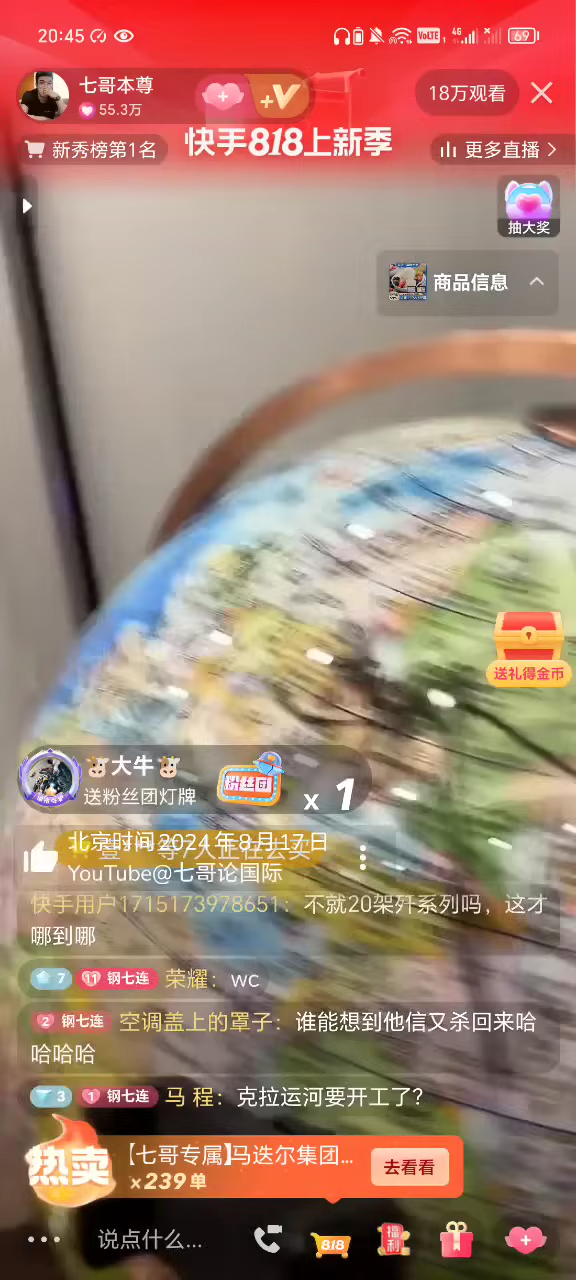 20:45
VoLTE
4G
69
七哥本尊
55.3万
+V
18万观看
快手818上新季
新秀榜第1名
更多直播
抽大奖
商品信息
送礼得金币
大牛
送粉丝团灯牌
粉丝团
x 1
北京时间2024年8月17日
YouTube@七哥论国际
快手用户1715173978651：不就20架歼系列吗，这才
哪到哪
7 11 钢七连 荣耀：wc
2 钢七连 空调盖上的罩子：谁能想到他信又杀回来哈
哈哈哈
3 1 钢七连 马 程：克拉运河要开工了？
热卖
【七哥专属】马迭尔集团...
×239单
去看看
说点什么...
818
福利